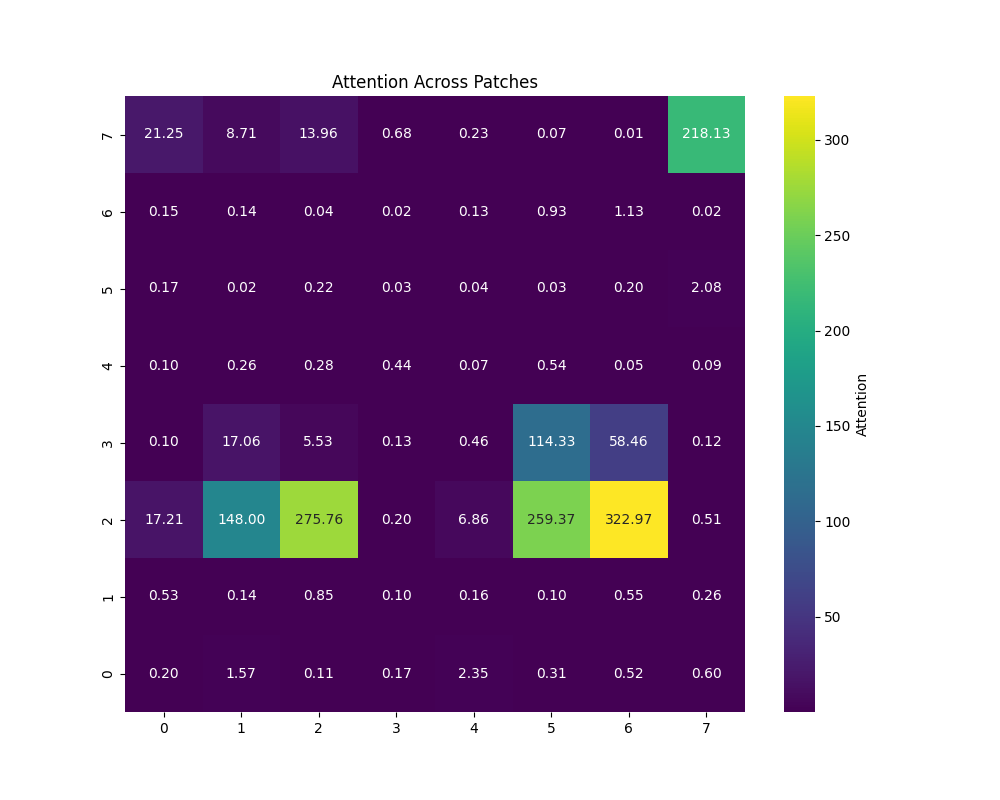 Attention Across Patches
7 21.25 8.71 13.96 0.68 0.23 0.07 0.01 218.13
6 0.15 0.14 0.04 0.02 0.13 0.93 1.13 0.02
5 0.17 0.02 0.22 0.03 0.04 0.03 0.20 2.08
4 0.10 0.26 0.28 0.44 0.07 0.54 0.05 0.09
3 0.10 17.06 5.53 0.13 0.46 114.33 58.46 0.12
2 17.21 148.00 275.76 0.20 6.86 259.37 322.97 0.51
1 0.53 0.14 0.85 0.10 0.16 0.10 0.55 0.26
0 0.20 1.57 0.11 0.17 2.35 0.31 0.52 0.60
0 1 2 3 4 5 6 7
300
250
200
150
100
50
Attention